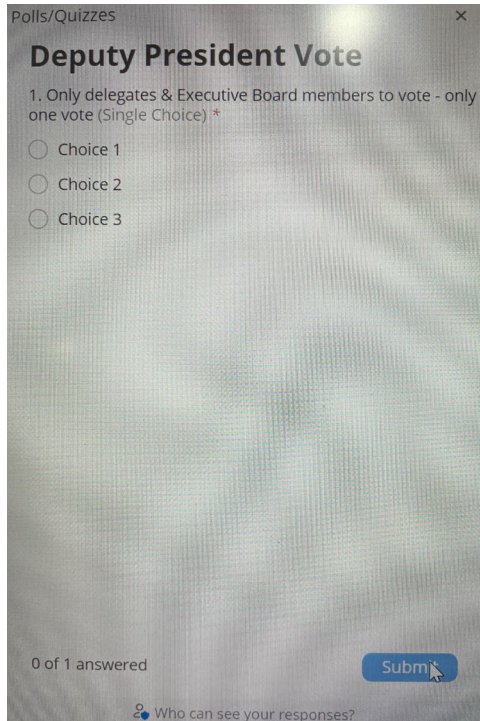 Polls/Quizzes
Deputy President Vote
1. Only delegates & Executive Board members to vote - only
one vote (Single Choice) *
Choice 1
Choice 2
Choice 3
0 of 1 answered
Submit
Who can see your responses?